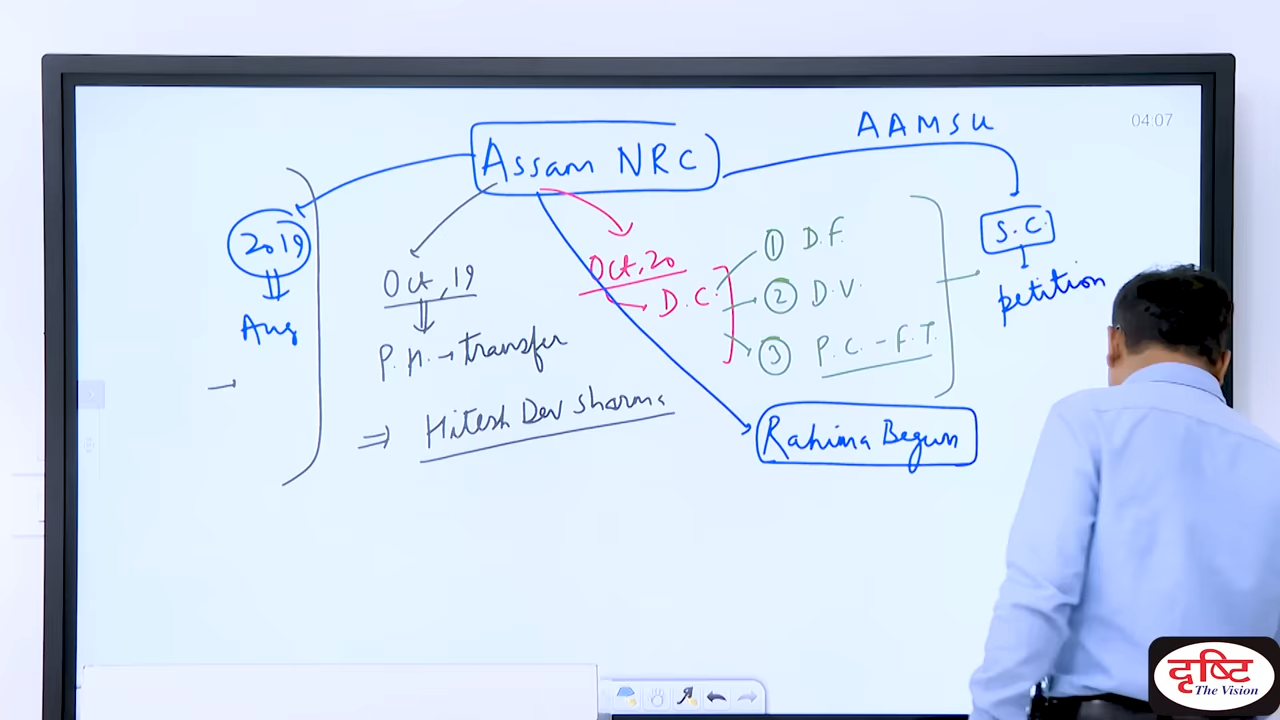 04:07
AAMSU
Assam NRC
S.C.
petition
2019
Aug
Oct, 19
P.H. → transfer
⇒ Hitesh Dev Sharma
Oct, 20
→ D.C.
① D.F.
② D.V.
③ P.C. - F.T.
Rahima Begum
दृष्टि
The Vision